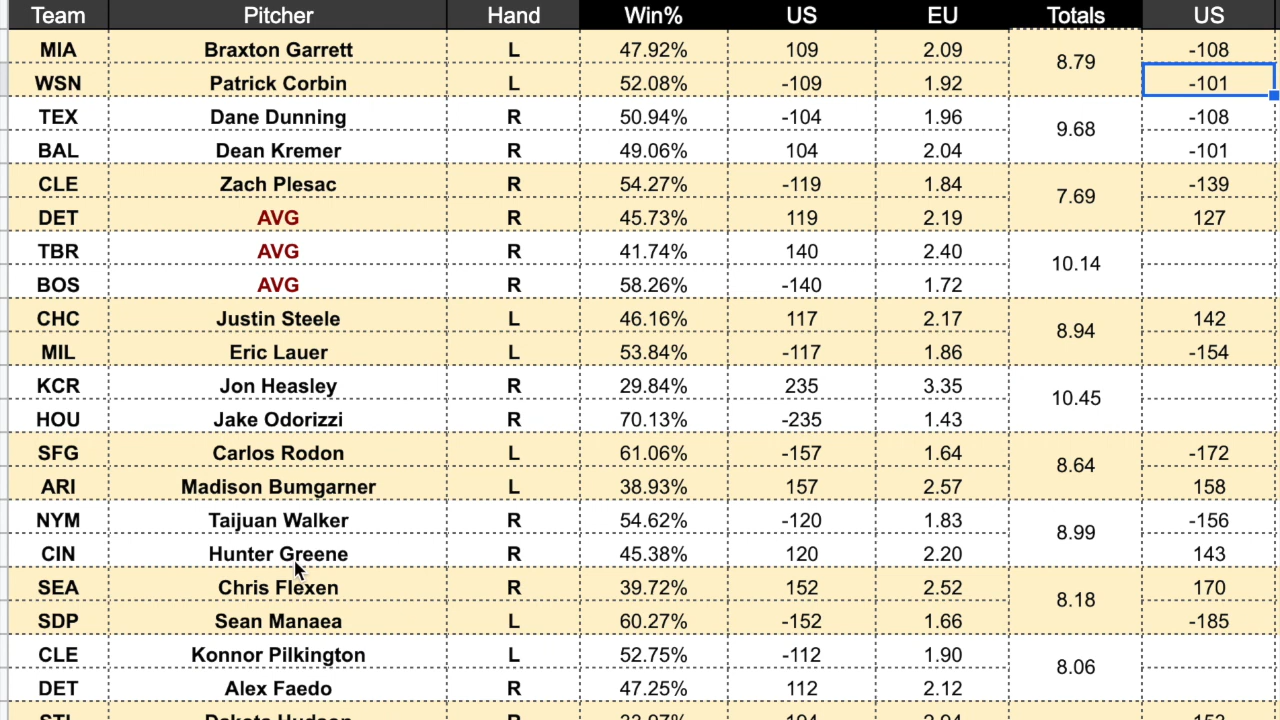 Team Pitcher Hand Win% US EU Totals US
MIA Braxton Garrett L 47.92% 109 2.09 8.79 -108
WSN Patrick Corbin L 52.08% -109 1.92 -101
TEX Dane Dunning R 50.94% -104 1.96 9.68 -108
BAL Dean Kremer R 49.06% 104 2.04 -101
CLE Zach Plesac R 54.27% -119 1.84 7.69 -139
DET AVG R 45.73% 119 2.19 127
TBR AVG R 41.74% 140 2.40 10.14
BOS AVG R 58.26% -140 1.72
CHC Justin Steele L 46.16% 117 2.17 8.94 142
MIL Eric Lauer L 53.84% -117 1.86 -154
KCR Jon Heasley R 29.84% 235 3.35 10.45
HOU Jake Odorizzi R 70.13% -235 1.43
SFG Carlos Rodon L 61.06% -157 1.64 8.64 -172
ARI Madison Bumgarner L 38.93% 157 2.57 158
NYM Taijuan Walker R 54.62% -120 1.83 8.99 -156
CIN Hunter Greene R 45.38% 120 2.20 143
SEA Chris Flexen R 39.72% 152 2.52 8.18 170
SDP Sean Manaea L 60.27% -152 1.66 -185
CLE Konnor Pilkington L 52.75% -112 1.90 8.06
DET Alex Faedo R 47.25% 112 2.12
STL Dakota Hudson R